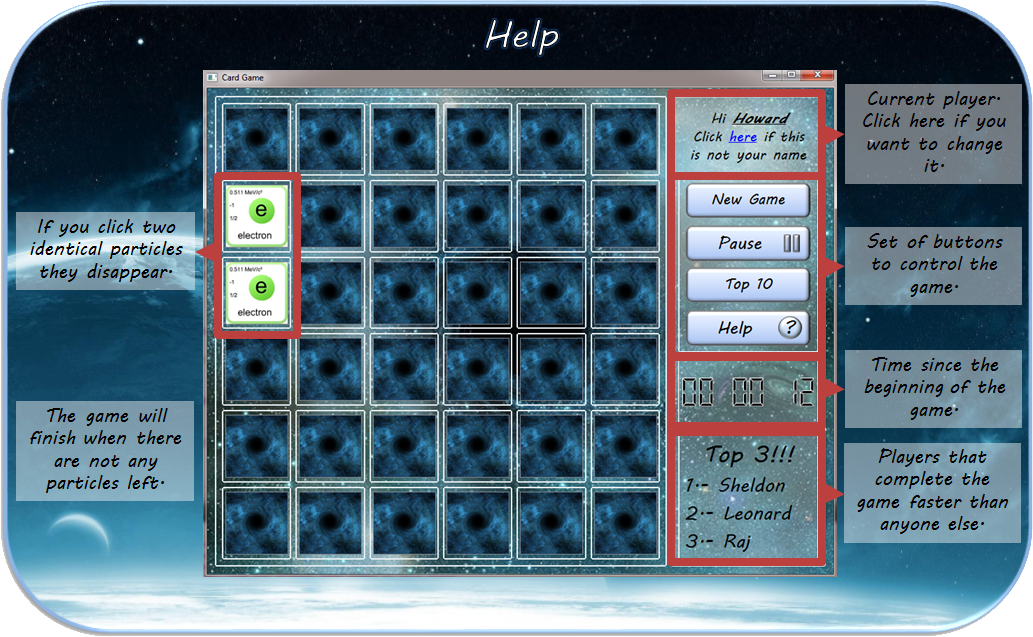 Help
Card Game
If you click two
identical particles
they disappear.
The game will
finish when there
are not any
particles left.
0.511 MeV/c²
-1
1/2
e
electron
0.511 MeV/c²
-1
1/2
e
electron
Hi Howard
Click here if this
is not your name
New Game
Pause
Top 10
Help ?
00 00 12
Top 3!!!
1.- Sheldon
2.- Leonard
3.- Raj
Current player.
Click here if you
want to change
it.
Set of buttons
to control the
game.
Time since the
beginning of the
game.
Players that
complete the
game faster than
anyone else.